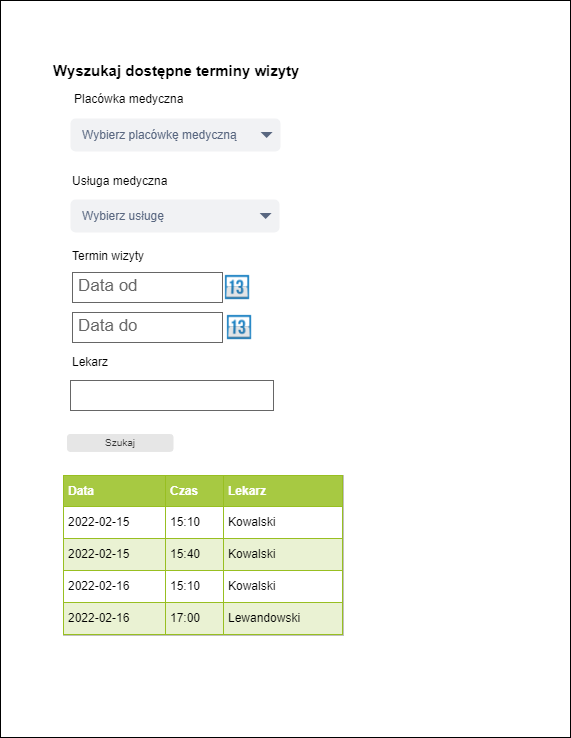 Wyszukaj dostępne terminy wizyty
Placówka medyczna
Wybierz placówkę medyczną
Usługa medyczna
Wybierz usługę
Termin wizyty
Data od 13
Data do 13
Lekarz
Szukaj
Data Czas Lekarz
2022-02-15 15:10 Kowalski
2022-02-15 15:40 Kowalski
2022-02-16 15:10 Kowalski
2022-02-16 17:00 Lewandowski